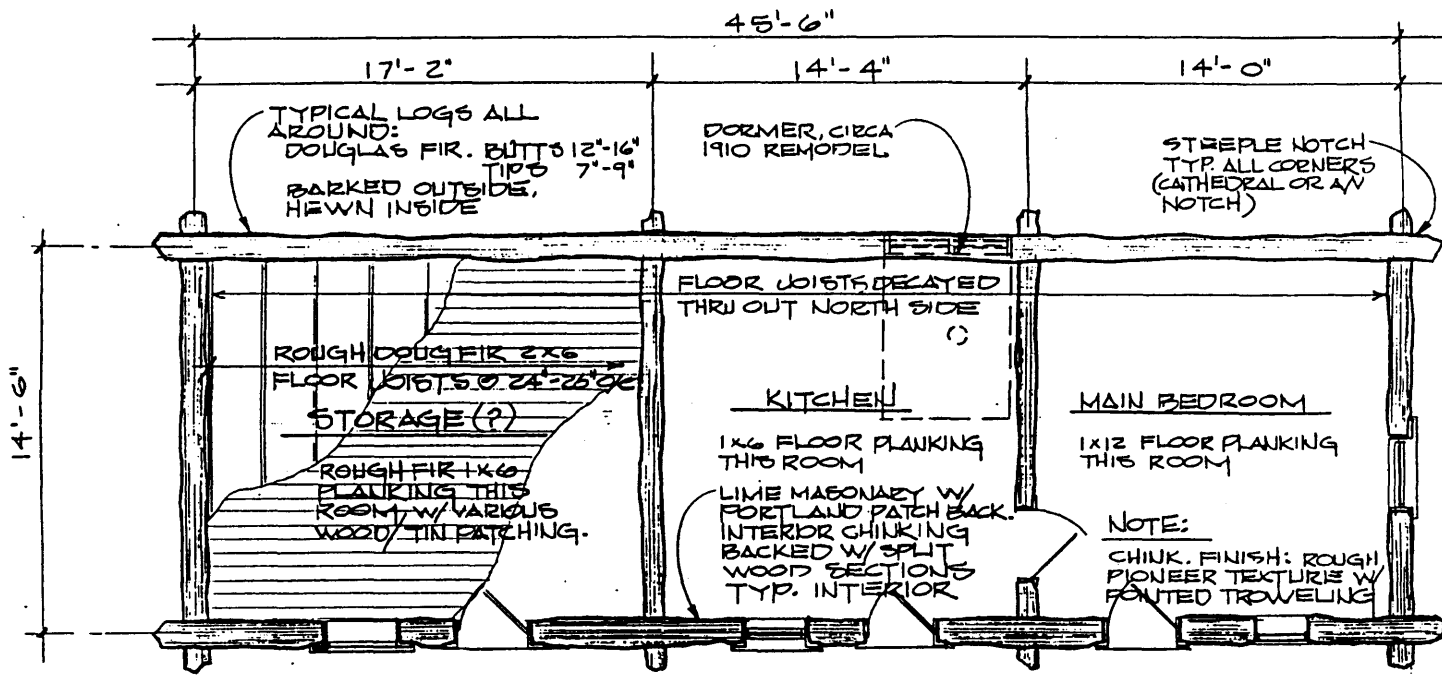 45'-6"
17'-2"
14'-4"
14'-0"
TYPICAL LOGS ALL
AROUND:
DOUGLAS FIR. BUTTS 12"-16"
TIPS 7"-9"
BARKED OUTSIDE,
HEWN INSIDE
DORMER, CIRCA
1910 REMODEL
STEEPLE NOTCH
TYP. ALL CORNERS
(CATHEDRAL OR A/V
NOTCH)
14'-6"
FLOOR JOISTS DECAYED
THRU OUT NORTH SIDE
ROUGH DOUG FIR 2x6
FLOOR JOISTS @ 24"-25" O/C
STORAGE (?)
ROUGH FIR 1x6
PLANKING THIS
ROOM W/ VARIOUS
WOOD/TIN PATCHING.
KITCHEN
1x6 FLOOR PLANKING
THIS ROOM
LIME MASONARY W/
PORTLAND PATCH BACK.
INTERIOR CHINKING
BACKED W/ SPLIT
WOOD SECTIONS
TYP. INTERIOR
MAIN BEDROOM
1x12 FLOOR PLANKING
THIS ROOM
NOTE:
CHINK. FINISH: ROUGH
PIONEER TEXTURE W/
POINTED TROWELING